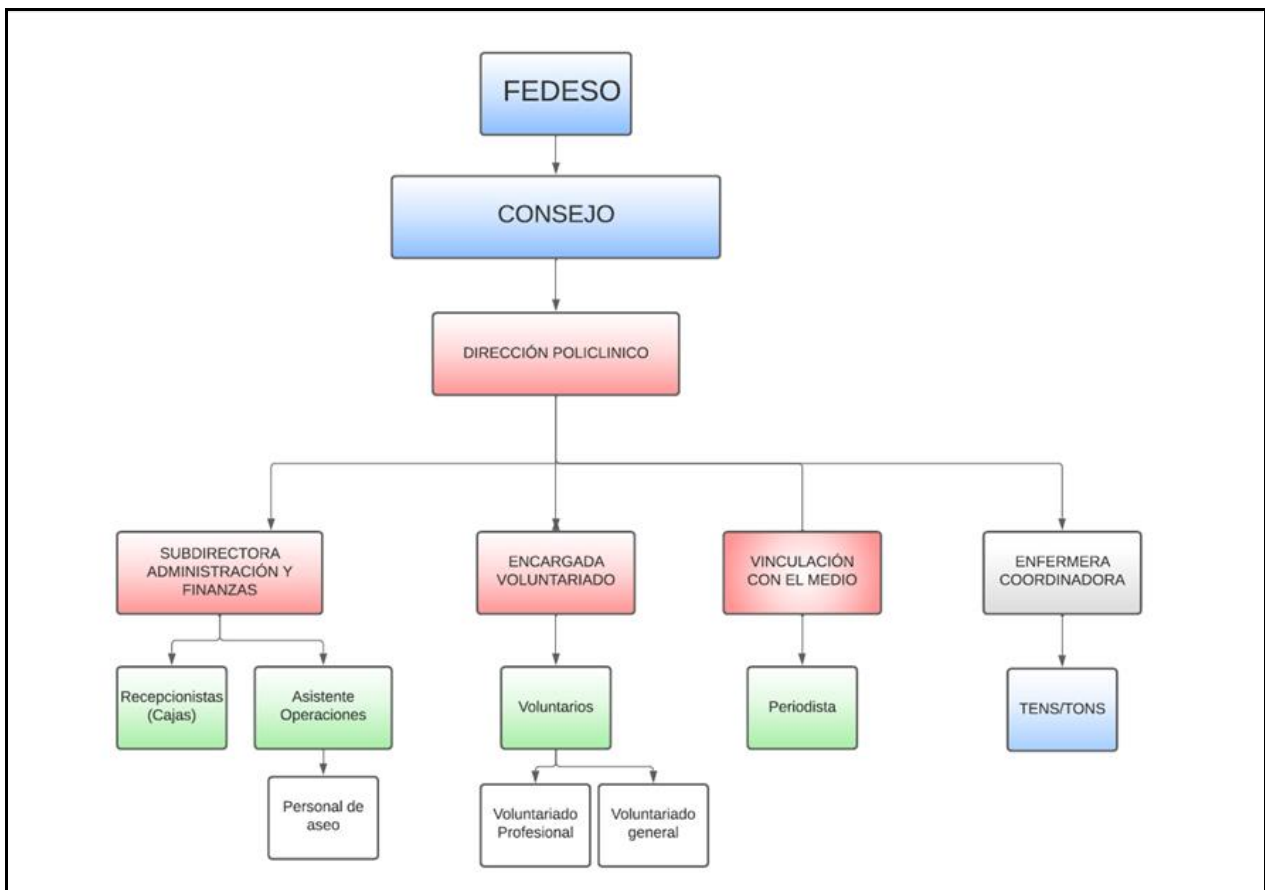 FEDESO
CONSEJO
DIRECCIÓN POLICLINICO
SUBDIRECTORA
ADMINISTRACIÓN Y
FINANZAS
ENCARGADA
VOLUNTARIADO
VINCULACIÓN
CON EL MEDIO
ENFERMERA
COORDINADORA
Recepcionistas
(Cajas)
Asistente
Operaciones
Voluntarios
Periodista
TENS/TONS
Personal de
aseo
Voluntariado
Profesional
Voluntariado
general